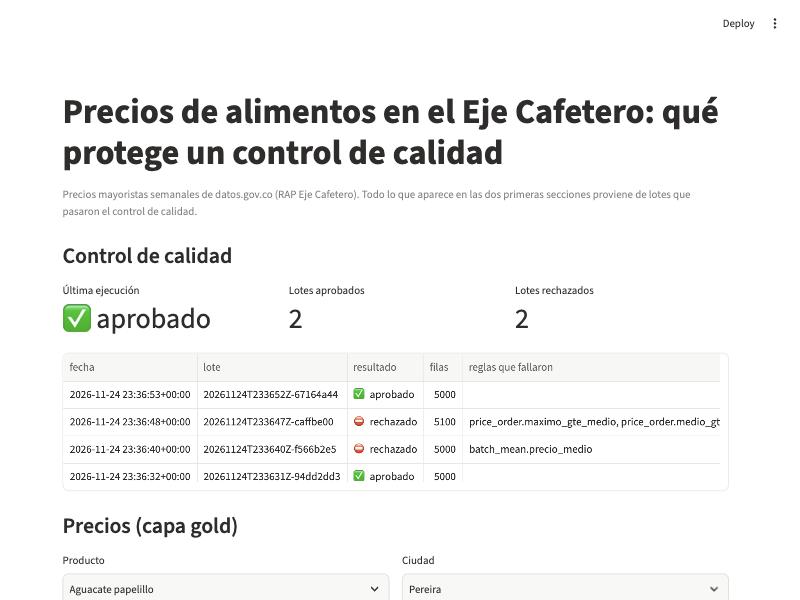 Deploy
Precios de alimentos en el Eje Cafetero: qué
protege un control de calidad
Precios mayoristas semanales de datos.gov.co (RAP Eje Cafetero). Todo lo que aparece en las dos primeras secciones proviene de lotes que
pasaron el control de calidad.
Control de calidad
Última ejecución Lotes aprobados Lotes rechazados
aprobado 2 2
fecha lote resultado filas reglas que fallaron
2026-11-24 23:36:53+00:00 20261124T233652Z-67164a44 aprobado 5000
2026-11-24 23:36:48+00:00 20261124T233647Z-caffbe00 rechazado 5100 price_order.maximo_gte_medio, price_order.medio_gt
2026-11-24 23:36:40+00:00 20261124T233640Z-f566b2e5 rechazado 5000 batch_mean.precio_medio
2026-11-24 23:36:32+00:00 20261124T233631Z-94dd2dd3 aprobado 5000
Precios (capa gold)
Producto Ciudad
Aguacate papelillo Pereira